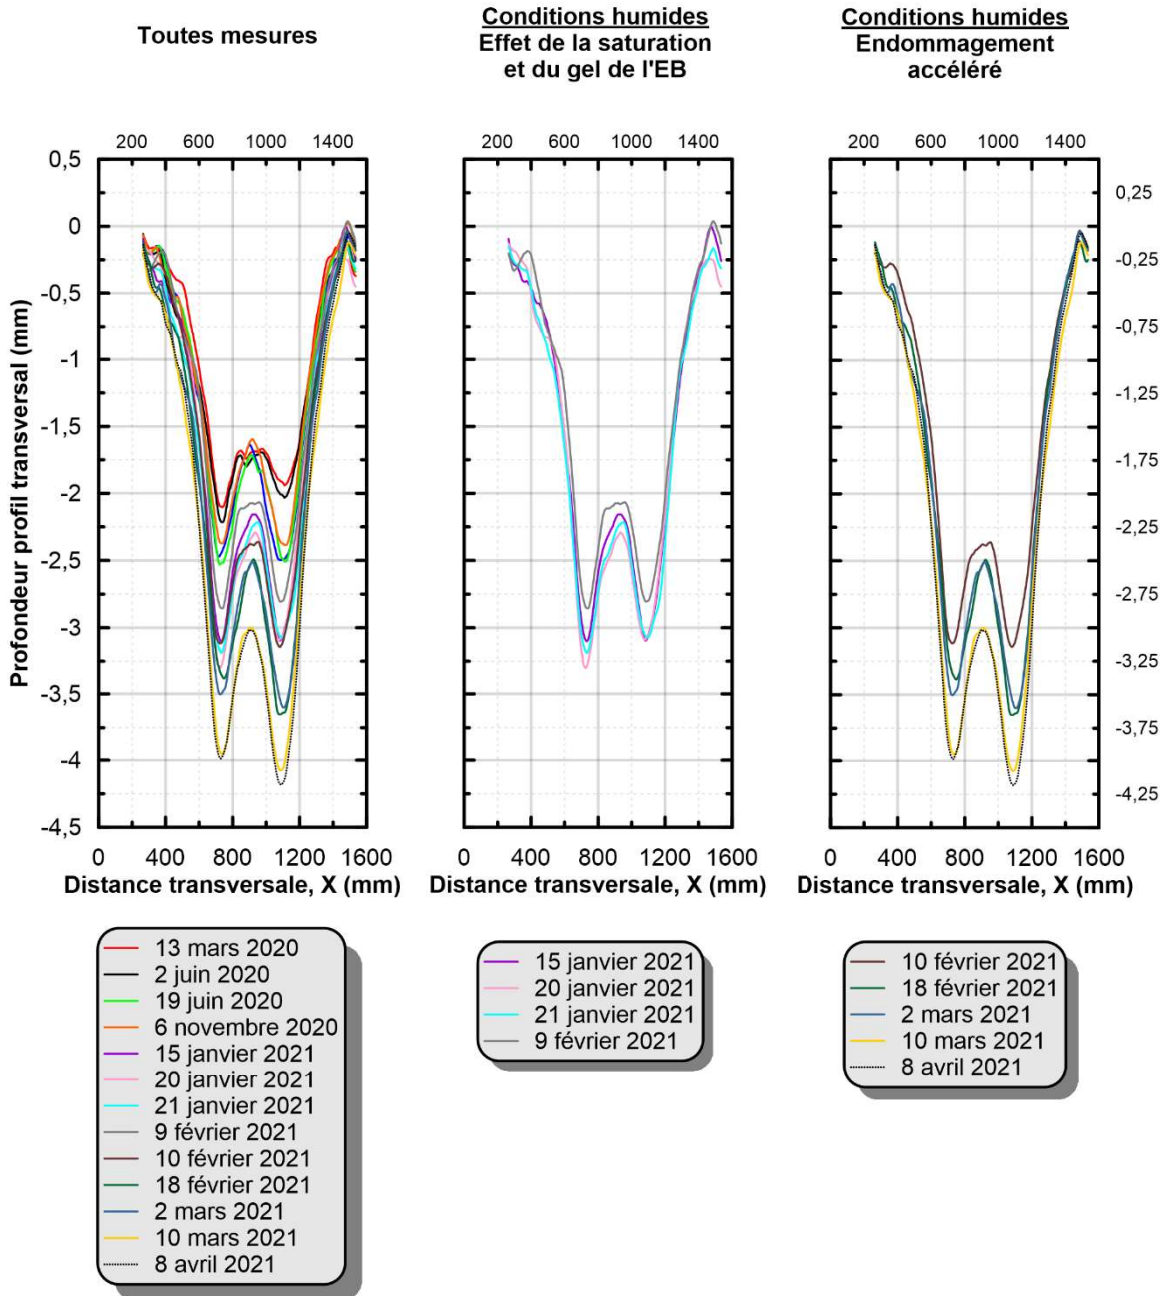 Toutes mesures
Conditions humides
Effet de la saturation
et du gel de l'EB
Conditions humides
Endommagement
accéléré
200 600 1000 1400
200 600 1000 1400
200 600 1000 1400
0,5
0
-0,5
-1
-1,5
-2
-2,5
-3
-3,5
-4
-4,5
Profondeur profil transversal (mm)
0,25
-0,25
-0,75
-1,25
-1,75
-2,25
-2,75
-3,25
-3,75
-4,25
0 400 800 1200 1600
0 400 800 1200 1600
0 400 800 1200 1600
Distance transversale, X (mm)
Distance transversale, X (mm)
Distance transversale, X (mm)
13 mars 2020
2 juin 2020
19 juin 2020
6 novembre 2020
15 janvier 2021
20 janvier 2021
21 janvier 2021
9 février 2021
10 février 2021
18 février 2021
2 mars 2021
10 mars 2021
8 avril 2021
15 janvier 2021
20 janvier 2021
21 janvier 2021
9 février 2021
10 février 2021
18 février 2021
2 mars 2021
10 mars 2021
8 avril 2021